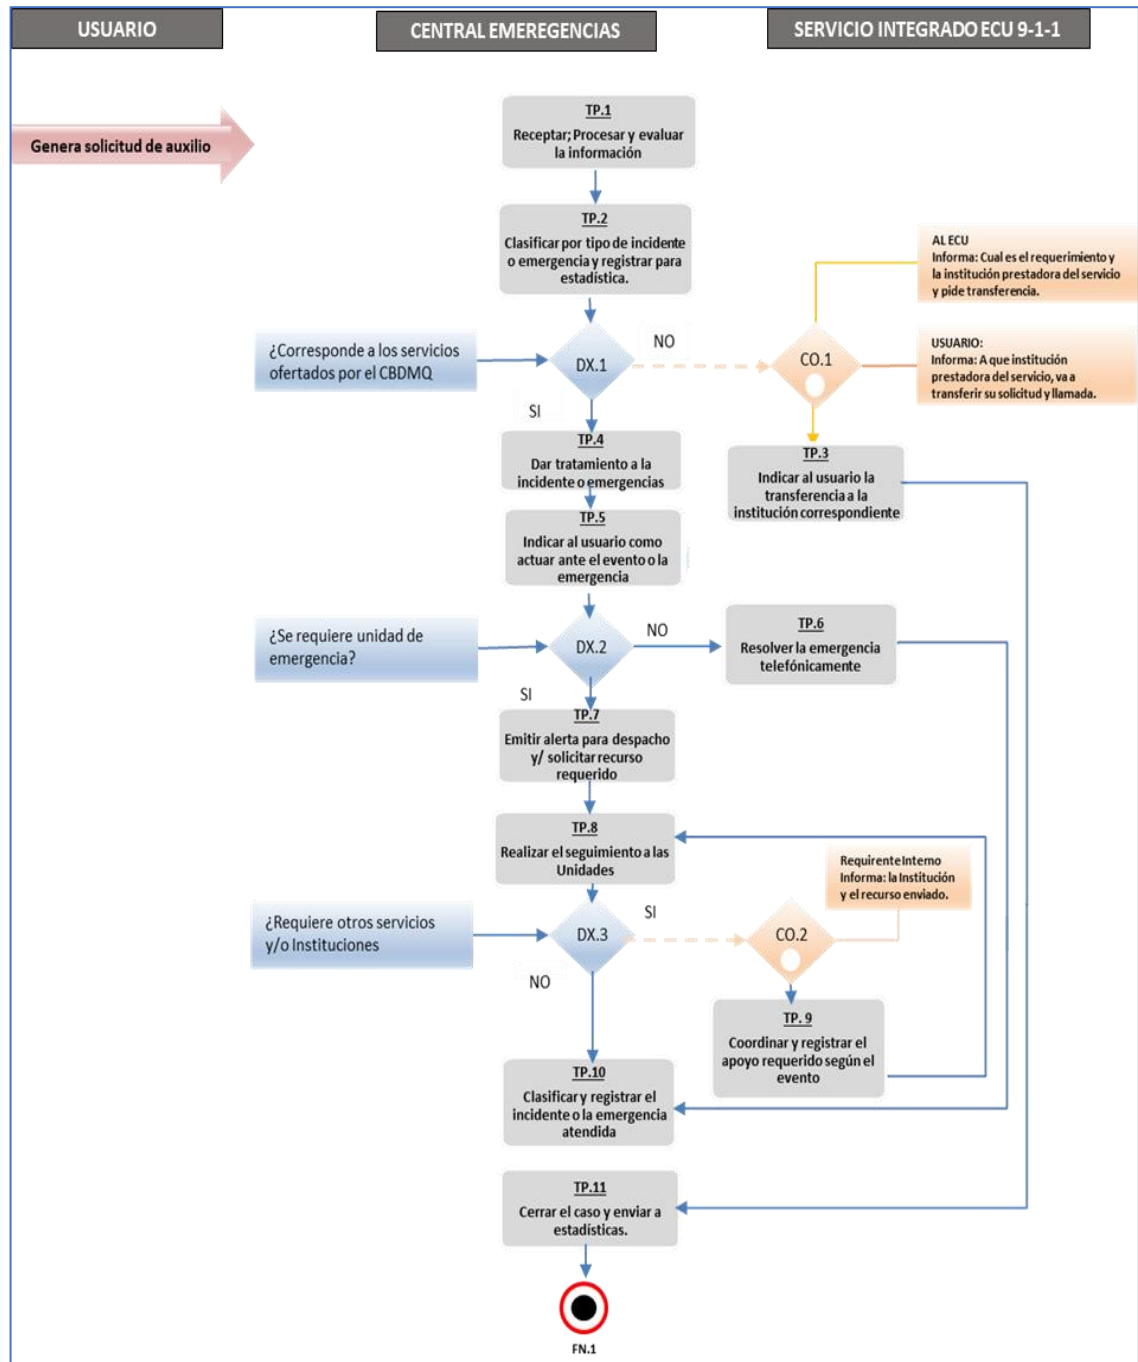 USUARIO
CENTRAL EMEREGENCIAS
SERVICIO INTEGRADO ECU 9-1-1
Genera solicitud de auxilio
TP.1
Receptar; Procesar y evaluar
la información
TP.2
Clasificar por tipo de incidente
o emergencia y registrar para
estadística.
AL ECU
Informa: Cual es el requerimiento y
la institución prestadora del servicio
y pide transferencia.
¿Corresponde a los servicios
ofertados por el CBDMQ
DX.1
NO
CO.1
USUARIO:
Informa: A que institución
prestadora del servicio, va a
transferir su solicitud y llamada.
SI
TP.4
Dar tratamiento a la
incidente o emergencias
TP.3
Indicar al usuario la
transferencia a la
institución correspondiente
TP.5
Indicar al usuario como
actuar ante el evento o la
emergencia
¿Se requiere unidad de
emergencia?
DX.2
NO
TP.6
Resolver la emergencia
telefónicamente
SI
TP.7
Emitir alerta para despacho
y/ solicitar recurso
requerido
TP.8
Realizar el seguimiento a las
Unidades
Requirente Interno
Informa: la Institución
y el recurso enviado.
¿Requiere otros servicios
y/o Instituciones
DX.3
SI
CO.2
NO
TP. 9
Coordinar y registrar el
apoyo requerido según el
evento
TP.10
Clasificar y registrar el
incidente o la emergencia
atendida
TP.11
Cerrar el caso y enviar a
estadísticas.
FN.1